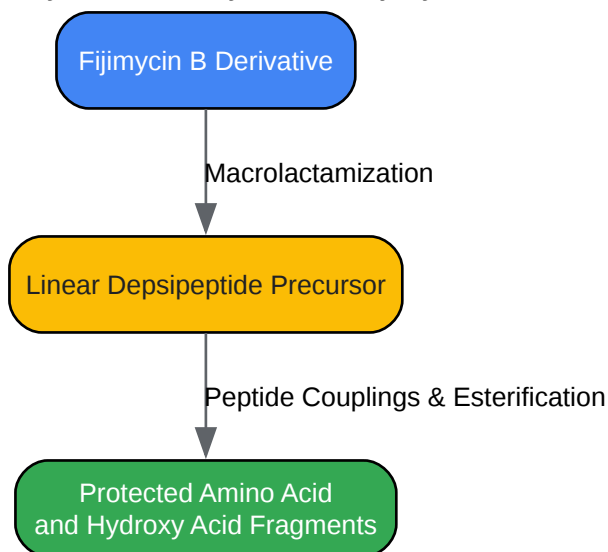 Fijimycin B Derivative
Macrolactamization
Linear Depsipeptide Precursor
Peptide Couplings & Esterification
Protected Amino Acid
and Hydroxy Acid Fragments